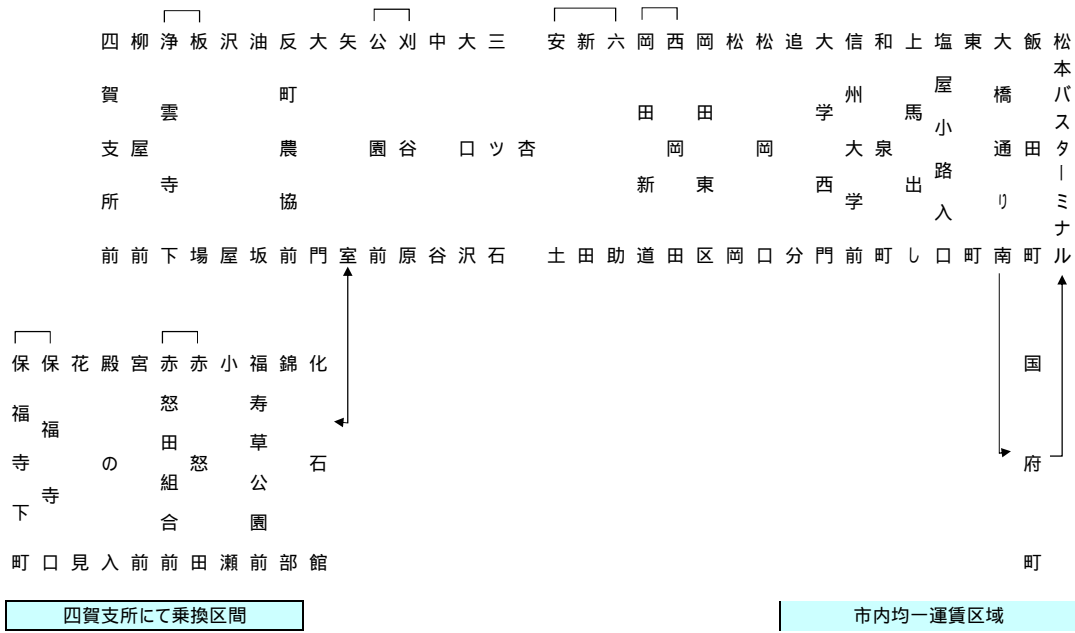 松本バスターミナル
飯田町
大橋通り南
東町
塩屋小路入口
上馬出し
和泉町
信州大学前
大学西門
追分
松岡口
松岡
岡田東区
西岡田
岡田新道
六助
新田
安土
杏
三ツ石
大口沢
中谷
刈谷原
公園前
矢室
大門
反町農協前
油坂
沢屋
板場
浄雲寺下
柳屋前
四賀支所前
国府町
化石館
錦部
福寿草公園前
小瀬
赤怒田
赤怒田組合前
宮前
殿の入
花見
保福寺口
保福寺下町
四賀支所にて乗換区間
市内均一運賃区域